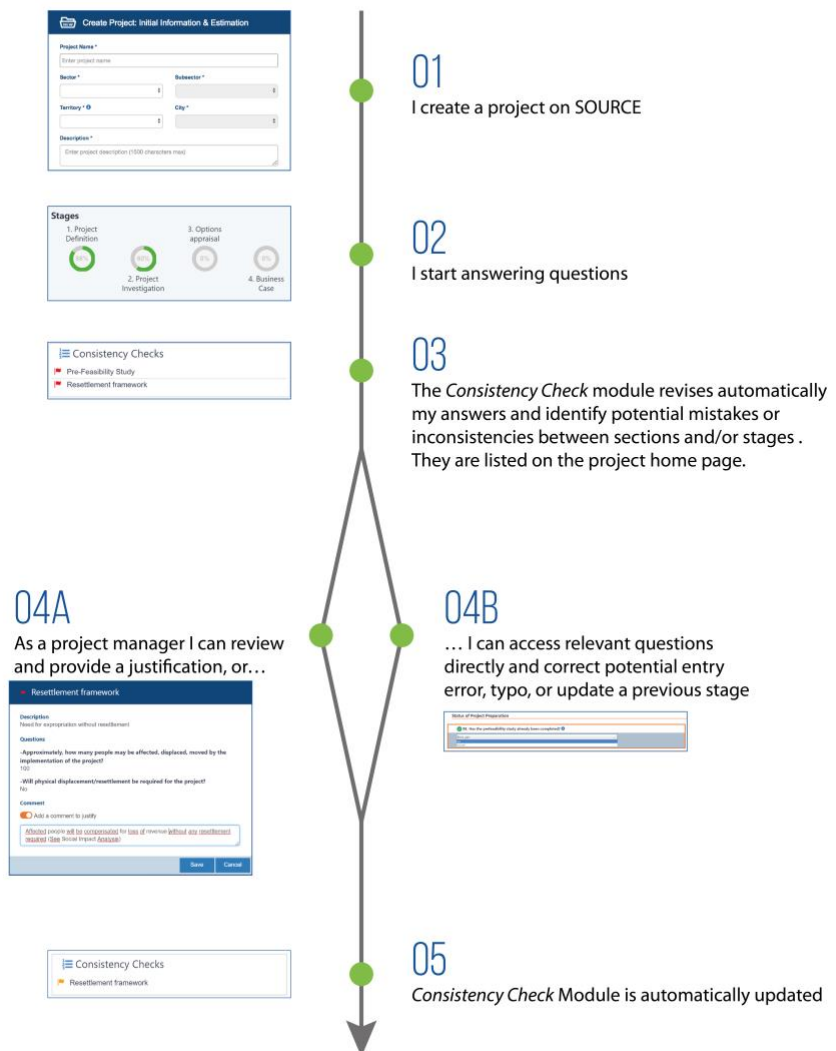 Create Project: Initial Information & Estimation
Project Name *
Enter project name
Sector *
Subsector *
Territory *
City *
Description *
Enter project description (1500 characters max)
01
I create a project on SOURCE
Stages
1. Project
Definition
3. Options
appraisal
2. Project
Investigation
4. Business
Case
02
I start answering questions
Consistency Checks
Pre-Feasibility Study
Resettlement framework
03
The Consistency Check module revises automatically
my answers and identify potential mistakes or
inconsistencies between sections and/or stages .
They are listed on the project home page.
04A
As a project manager I can review
and provide a justification, or…
Resettlement framework
Description
Need for expropriation without resettlement
Questions
-Approximately, how many people may be affected, displaced, moved by the
implementation of the project?
100
-Will physical displacement/resettlement be required for the project?
No
Comment
Add a comment to justify
Affected people will be compensated for loss of revenue without any resettlement
required (See Social Impact Analysis)
Save
Cancel
04B
… I can access relevant questions
directly and correct potential entry
error, typo, or update a previous stage
Status of Project Preparation
Has the prefeasibility study already been completed?
Consistency Checks
Resettlement framework
05
Consistency Check Module is automatically updated